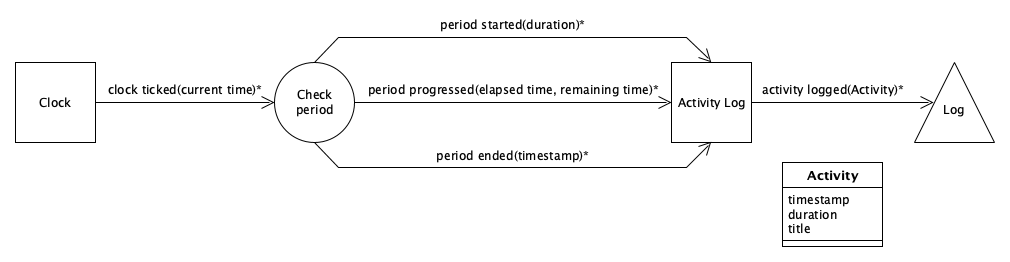 period started(duration)*
Clock
clock ticked(current time)*
Check
period
period progressed(elapsed time, remaining time)*
Activity Log
activity logged(Activity)*
Log
period ended(timestamp)*
Activity
timestamp
duration
title